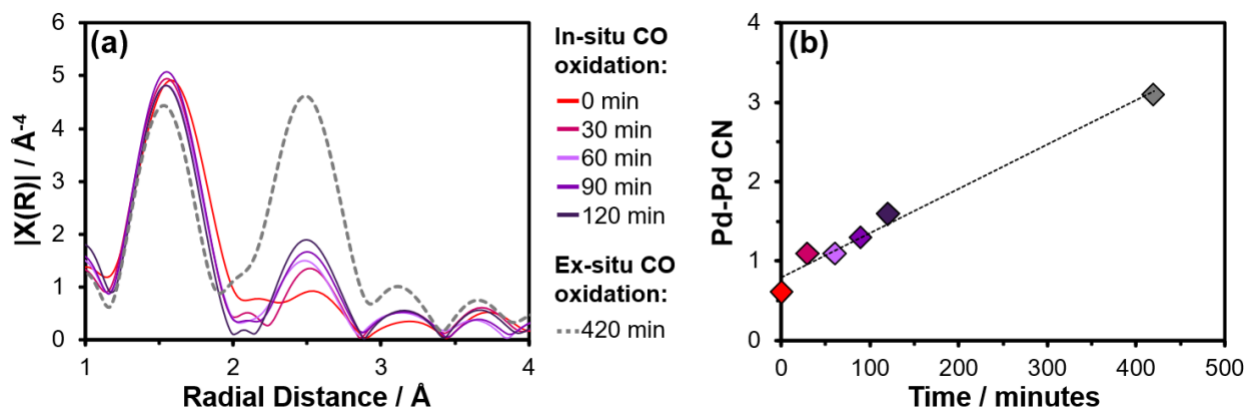 (a)
6
5
4
3
2
1
0
|X(R)| / Å⁻⁴
1
2
3
4
Radial Distance / Å
In-situ CO
oxidation:
0 min
30 min
60 min
90 min
120 min
Ex-situ CO
oxidation:
420 min
(b)
4
3
2
1
0
Pd-Pd CN
0
100
200
300
400
500
Time / minutes